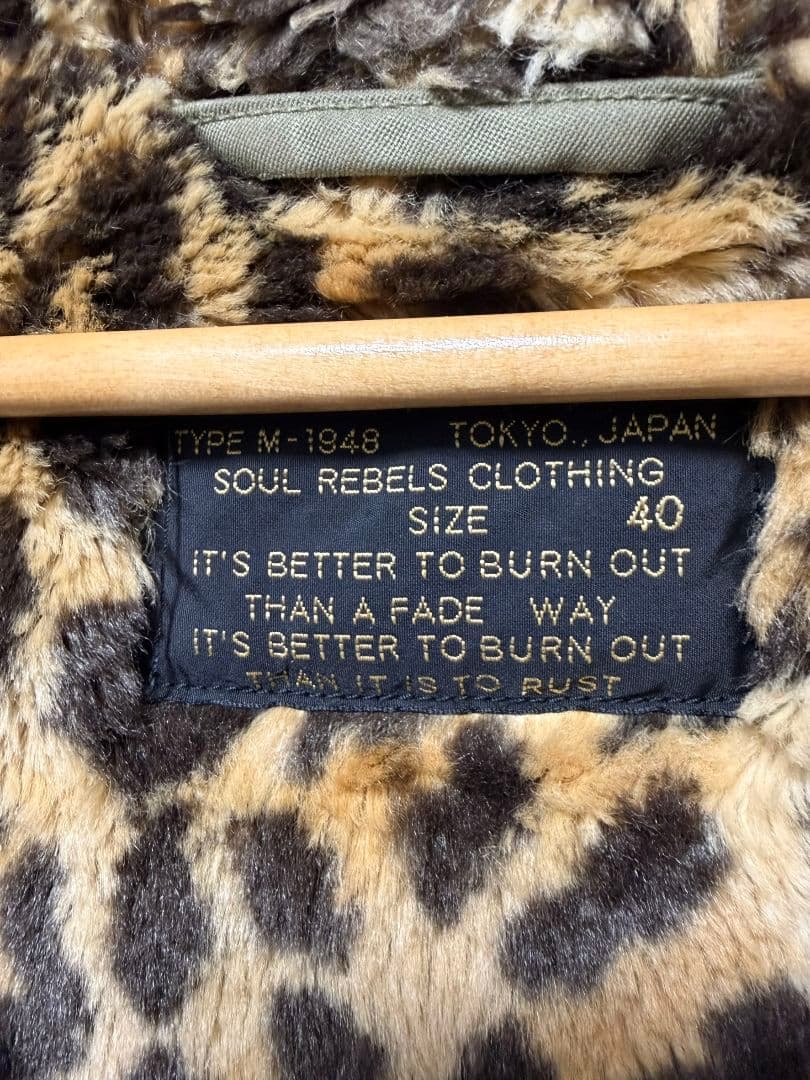 TYPE M-1948 TOKYO., JAPAN
SOUL REBELS CLOTHING
SIZE 40
IT'S BETTER TO BURN OUT
THAN A FADE WAY
IT'S BETTER TO BURN OUT
THAN IT IS TO RUST